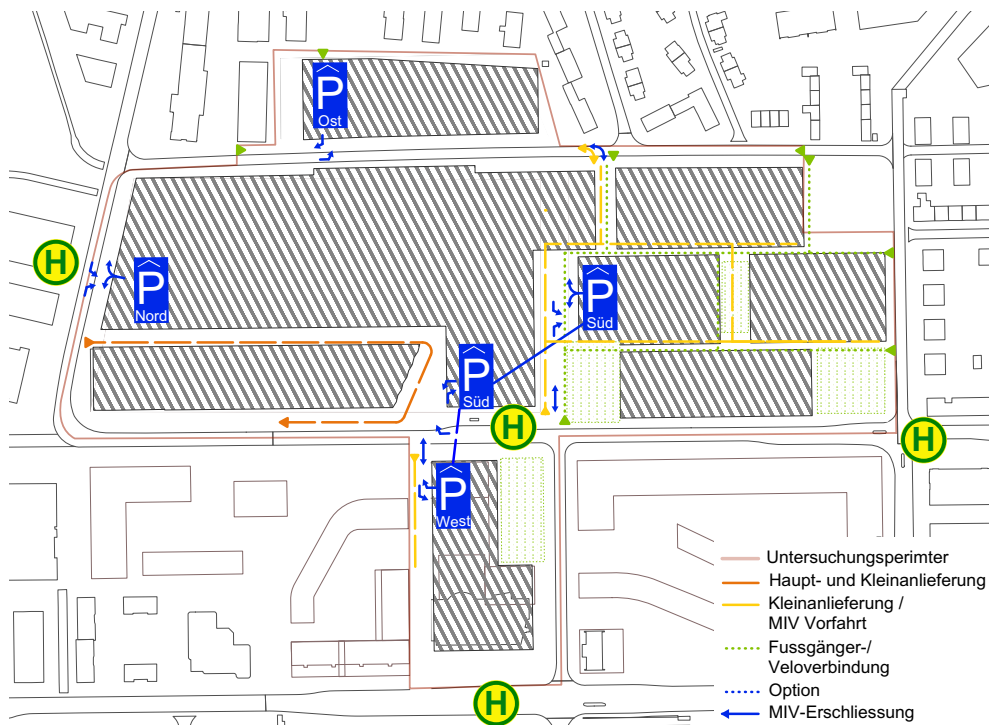 P
Ost
H
P
Nord
P
Süd
P
Süd
H
H
P
West
H
Untersuchungsperimter
Haupt- und Kleinanlieferung
Kleinanlieferung /
MIV Vorfahrt
Fussgänger-/
Veloverbindung
Option
MIV-Erschliessung